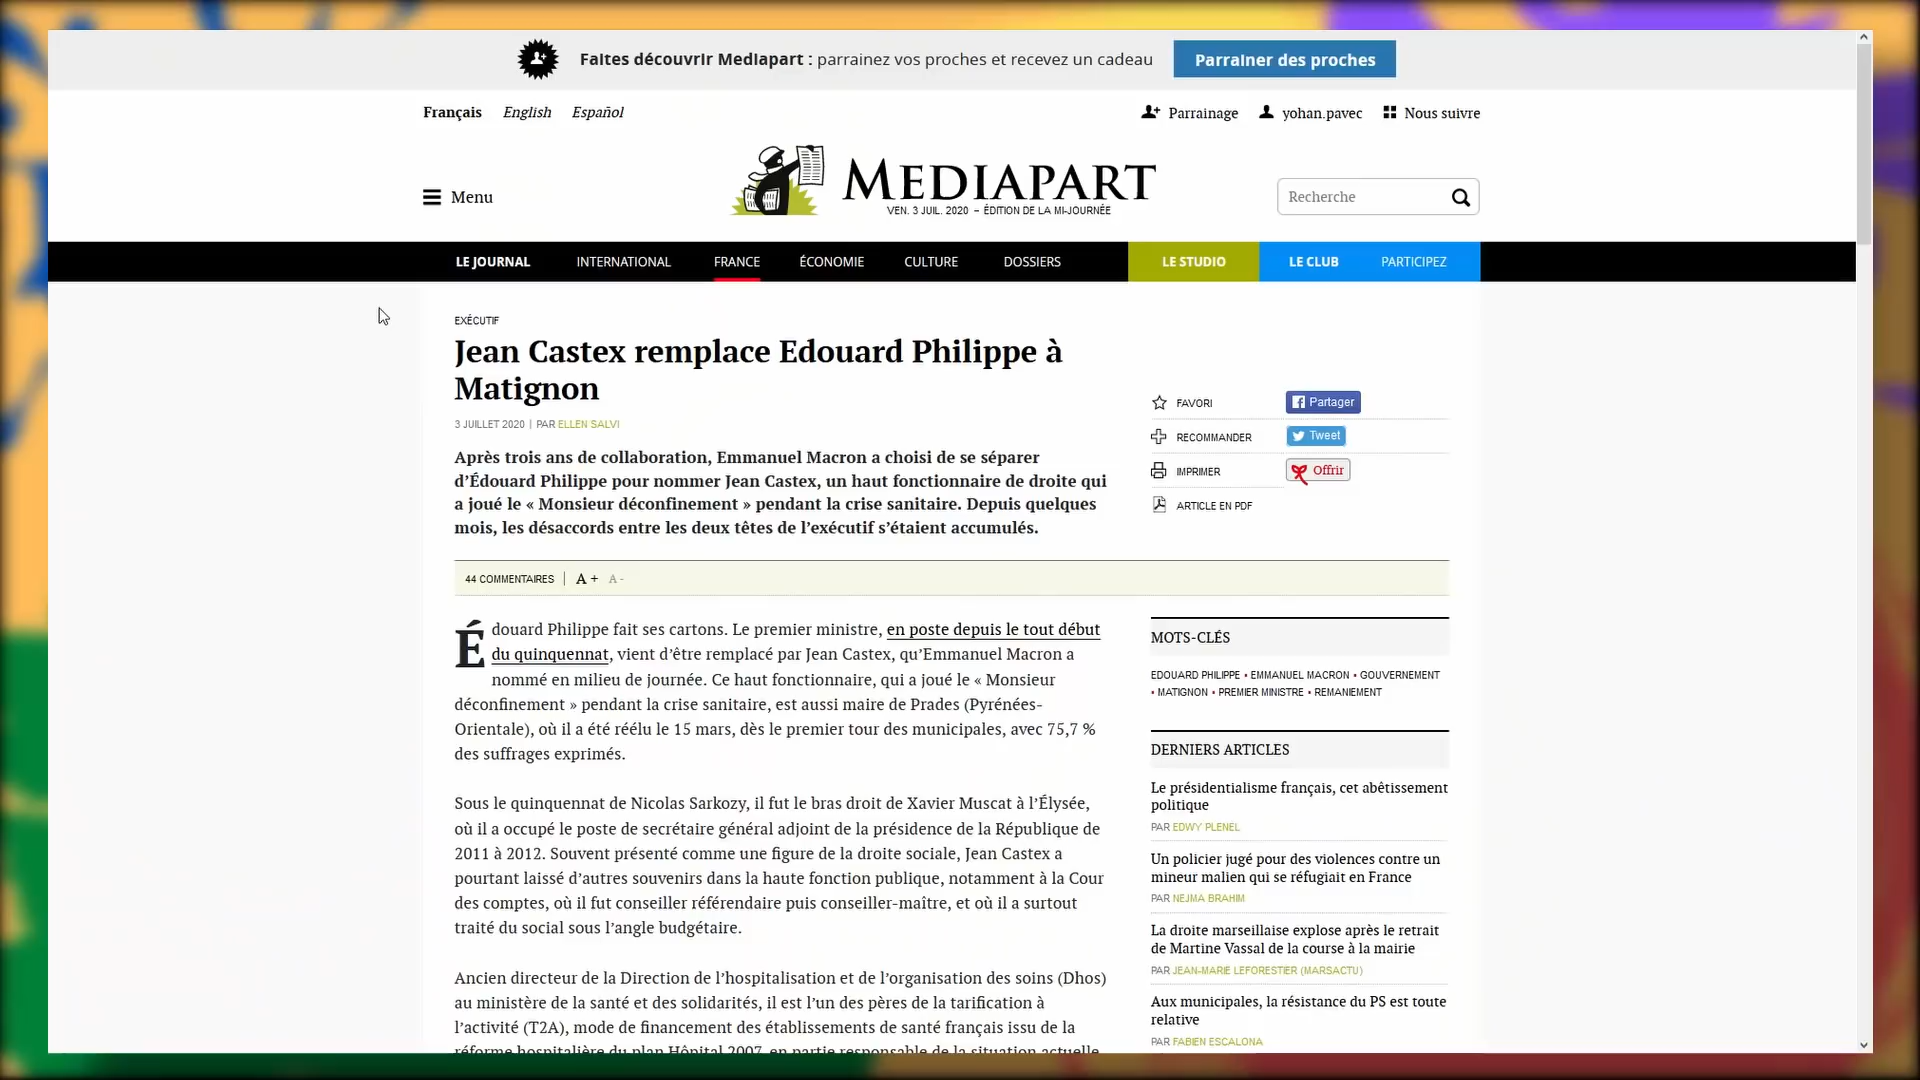 Faites découvrir Mediapart : parrainez vos proches et recevez un cadeau
Parrainer des proches
Français English Español
Parrainage yohan.pavec Nous suivre
Menu
MEDIAPART
VEN. 3 JUIL. 2020 – ÉDITION DE LA MI-JOURNÉE
Recherche
LE JOURNAL INTERNATIONAL FRANCE ÉCONOMIE CULTURE DOSSIERS LE STUDIO LE CLUB PARTICIPEZ
EXÉCUTIF
Jean Castex remplace Edouard Philippe à
Matignon
3 JUILLET 2020 | PAR ELLEN SALVI
Après trois ans de collaboration, Emmanuel Macron a choisi de se séparer
d’Édouard Philippe pour nommer Jean Castex, un haut fonctionnaire de droite qui
a joué le « Monsieur déconfinement » pendant la crise sanitaire. Depuis quelques
mois, les désaccords entre les deux têtes de l’exécutif s’étaient accumulés.
FAVORI
Partager
RECOMMANDER
Tweet
IMPRIMER
Offrir
ARTICLE EN PDF
44 COMMENTAIRES | A + A -
Édouard Philippe fait ses cartons. Le premier ministre, en poste depuis le tout début
du quinquennat, vient d’être remplacé par Jean Castex, qu’Emmanuel Macron a
nommé en milieu de journée. Ce haut fonctionnaire, qui a joué le « Monsieur
déconfinement » pendant la crise sanitaire, est aussi maire de Prades (Pyrénées-
Orientale), où il a été réélu le 15 mars, dès le premier tour des municipales, avec 75,7 %
des suffrages exprimés.
Sous le quinquennat de Nicolas Sarkozy, il fut le bras droit de Xavier Muscat à l’Élysée,
où il a occupé le poste de secrétaire général adjoint de la présidence de la République de
2011 à 2012. Souvent présenté comme une figure de la droite sociale, Jean Castex a
pourtant laissé d’autres souvenirs dans la haute fonction publique, notamment à la Cour
des comptes, où il fut conseiller référendaire puis conseiller-maître, et où il a surtout
traité du social sous l’angle budgétaire.
Ancien directeur de la Direction de l’hospitalisation et de l’organisation des soins (Dhos)
au ministère de la santé et des solidarités, il est l’un des pères de la tarification à
l’activité (T2A), mode de financement des établissements de santé français issu de la
réforme hospitalière du plan Hôpital 2007, en partie responsable de la situation actuelle
MOTS-CLÉS
EDOUARD PHILIPPE • EMMANUEL MACRON • GOUVERNEMENT
• MATIGNON • PREMIER MINISTRE • REMANIEMENT
DERNIERS ARTICLES
Le présidentialisme français, cet abêtissement
politique
PAR EDWY PLENEL
Un policier jugé pour des violences contre un
mineur malien qui se réfugiait en France
PAR NEJMA BRAHIM
La droite marseillaise explose après le retrait
de Martine Vassal de la course à la mairie
PAR JEAN-MARIE LEFORESTIER (MARSACTU)
Aux municipales, la résistance du PS est toute
relative
PAR FABIEN ESCALONA